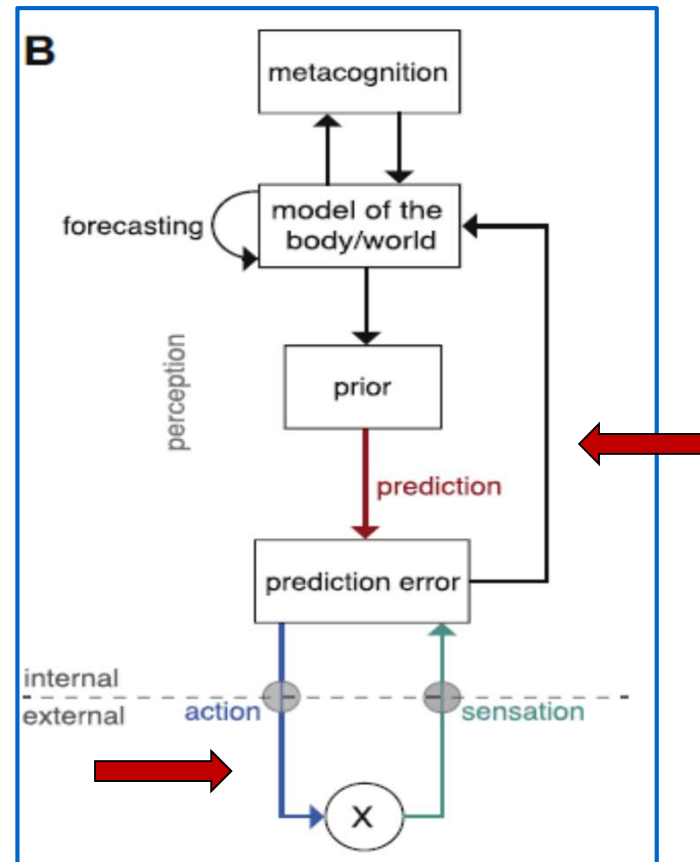 B
metacognition
forecasting
model of the
body/world
perception
prior
prediction
prediction error
internal
external
action
sensation
X